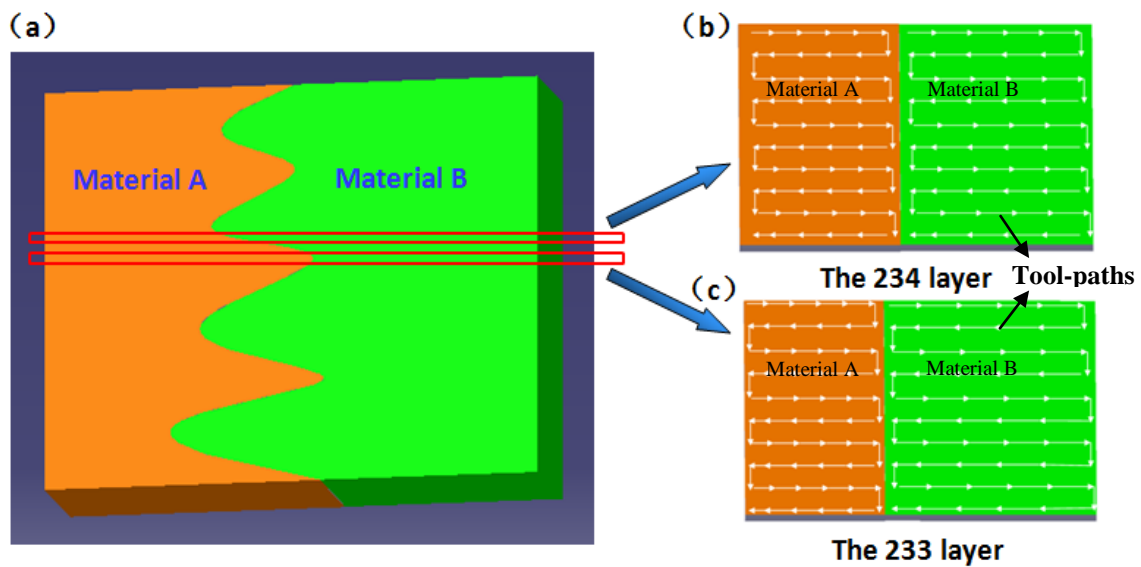 (a)
Material A
Material B
(b)
Material A
Material B
The 234 layer
Tool-paths
(c)
Material A
Material B
The 233 layer